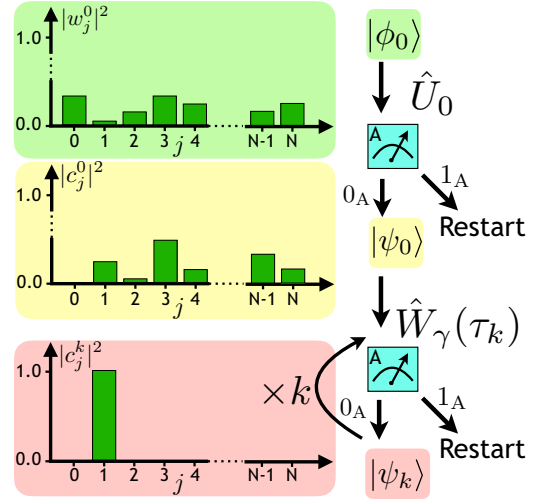 |w_j^0|^2
1.0
0.0
0 1 2 3 4 N-1 N
j
|ϕ_0⟩
Û_0
A
0_A
1_A
Restart
|c_j^0|^2
1.0
0.0
0 1 2 3 4 N-1 N
j
|ψ_0⟩
Ŵ_γ(τ_k)
A
×k
0_A
1_A
Restart
|c_j^k|^2
1.0
0.0
0 1 2 3 4 N-1 N
j
|ψ_k⟩